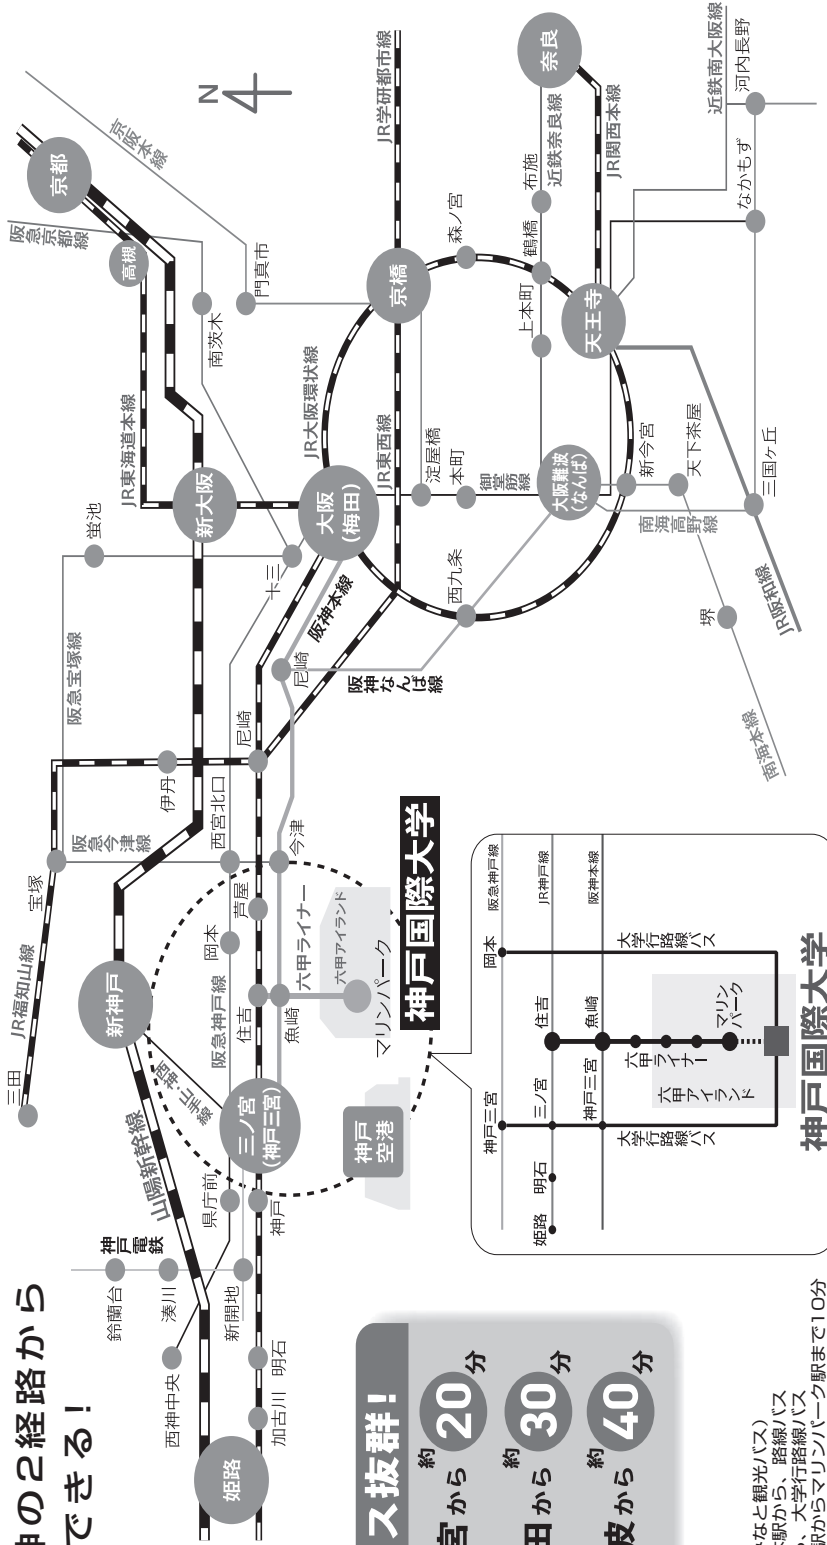 神の2経路から
できる!
ス抜群!
宮から 約20分
田から 約30分
波から 約40分
なと観光バス)
駅から、路線バス
、大学行路線バス
駅からマリンパーク駅まで10分
N
京都
阪急京都線
京阪本線
高槻
南茨木
門真市
JR東海道本線
新大阪
JR大阪環状線
大阪
(梅田)
JR東西線
京橋
JR学研都市線
森ノ宮
淀屋橋
本町
御堂筋線
上本町
鶴橋
布施
近鉄奈良線
奈良
JR関西本線
天王寺
大阪難波
(なんば)
新今宮
天下茶屋
南海高野線
三国ヶ丘
なかもず
河内長野
近鉄南大阪線
JR阪和線
堺
南海本線
西九条
阪神なんば線
阪神本線
尼崎
十三
蛍池
阪急宝塚線
尼崎
伊丹
宝塚
阪急今津線
西宮北口
今津
芦屋
岡本
JR福知山線
三田
新神戸
阪急神戸線
住吉
魚崎
六甲ライナー
六甲アイランド
マリンパーク
神戸国際大学
西神・山手線
三ノ宮
(神戸三宮)
神戸
空港
山陽新幹線
県庁前
神戸
神戸電鉄
鈴蘭台
湊川
新開地
西神中央
明石
加古川
姫路
阪急神戸線
JR神戸線
阪神本線
岡本
大学行路線バス
住吉
魚崎
マリン
パーク
六甲ライナー
六甲アイランド
神戸三宮
三ノ宮
神戸三宮
大学行路線バス
明石
姫路
神戸国際大学